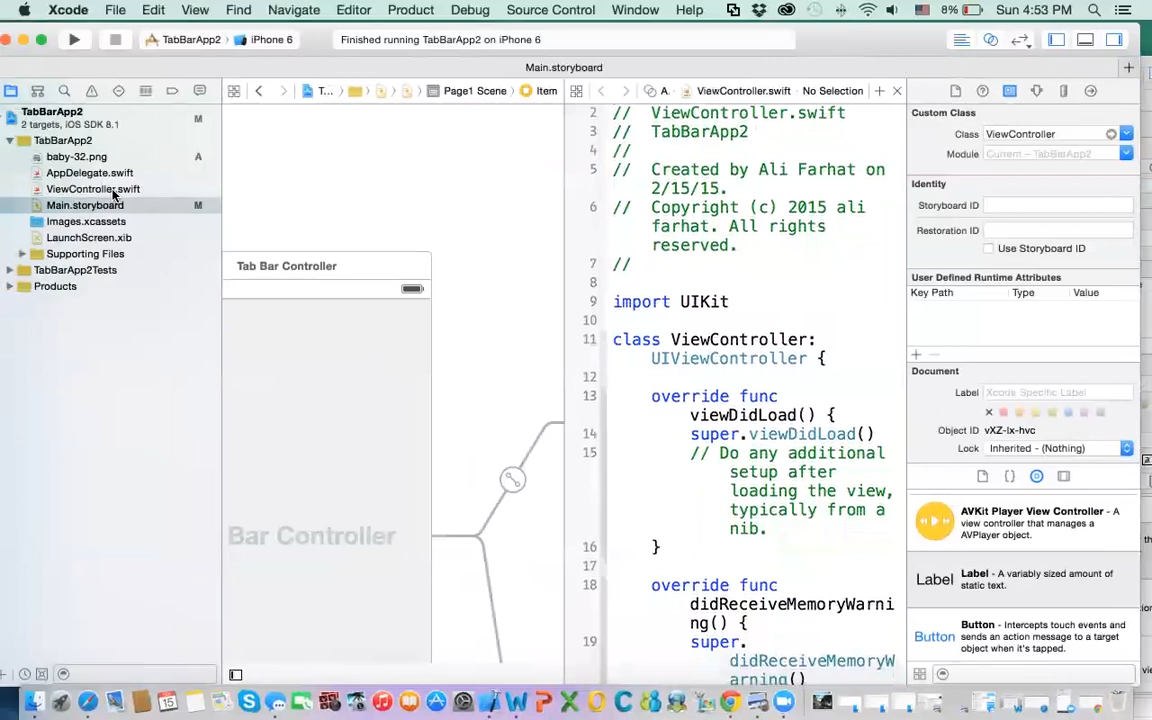 Xcode File Edit View Find Navigate Editor Product Debug Source Control Window Help 8% Sun 4:53 PM
TabBarApp2 iPhone 6 Finished running TabBarApp2 on iPhone 6
Main.storyboard
T... Page1 Scene Item A. ViewController.swift No Selection
TabBarApp2
2 targets, iOS SDK 8.1 M
TabBarApp2
baby-32.png A
AppDelegate.swift
ViewController.swift
Main.storyboard M
Images.xcassets
LaunchScreen.xib
Supporting Files
TabBarApp2Tests
Products
Tab Bar Controller
Bar Controller
2 // ViewController.swift
3 // TabBarApp2
4 //
5 // Created by Ali Farhat on
2/15/15.
6 // Copyright (c) 2015 ali
farhat. All rights
reserved.
7 //
8
9 import UIKit
10
11 class ViewController:
UIViewController {
12
13 override func
viewDidLoad() {
14 super.viewDidLoad()
15 // Do any additional
setup after
loading the view,
typically from a
nib.
16 }
17
18 override func
didReceiveMemoryWarni
ng() {
19 super.
didReceiveMemoryW
arning()
Custom Class
Class ViewController
Module Current – TabBarApp2
Identity
Storyboard ID
Restoration ID
Use Storyboard ID
User Defined Runtime Attributes
Key Path Type Value
Document
Label Xcode Specific Label
Object ID vXZ-lx-hvc
Lock Inherited - (Nothing)
AVKit Player View Controller - A
view controller that manages a
AVPlayer object.
Label Label - A variably sized amount of
static text.
Button Button - Intercepts touch events and
sends an action message to a target
object when it's tapped.
15